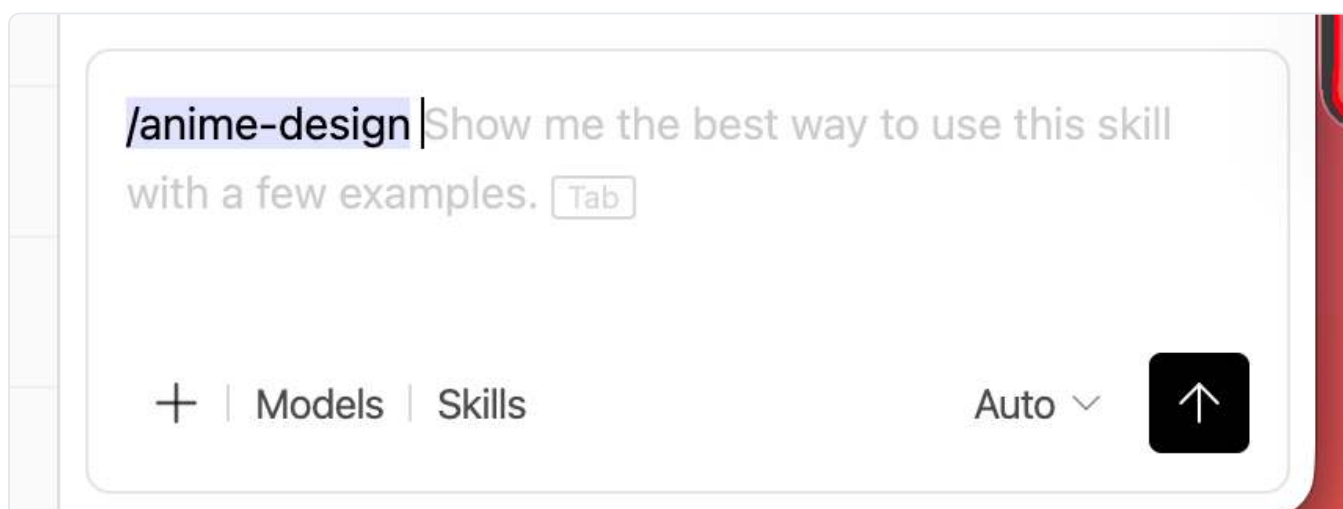 /anime-design Show me the best way to use this skill
with a few examples. Tab
Models Skills Auto